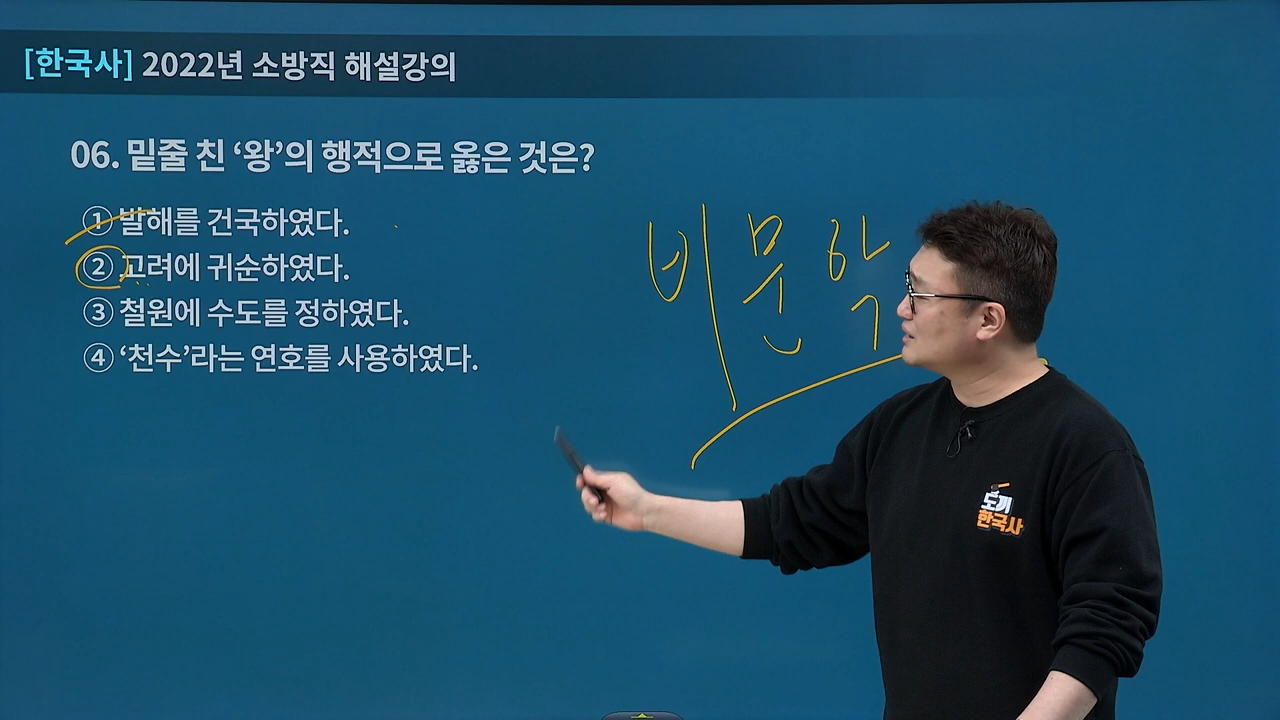 [한국사] 2022년 소방직 해설강의
06. 밑줄 친 ‘왕’의 행적으로 옳은 것은?
① 발해를 건국하였다.
② 고려에 귀순하였다.
③ 철원에 수도를 정하였다.
④ ‘천수’라는 연호를 사용하였다.
비문학
도끼
한국사